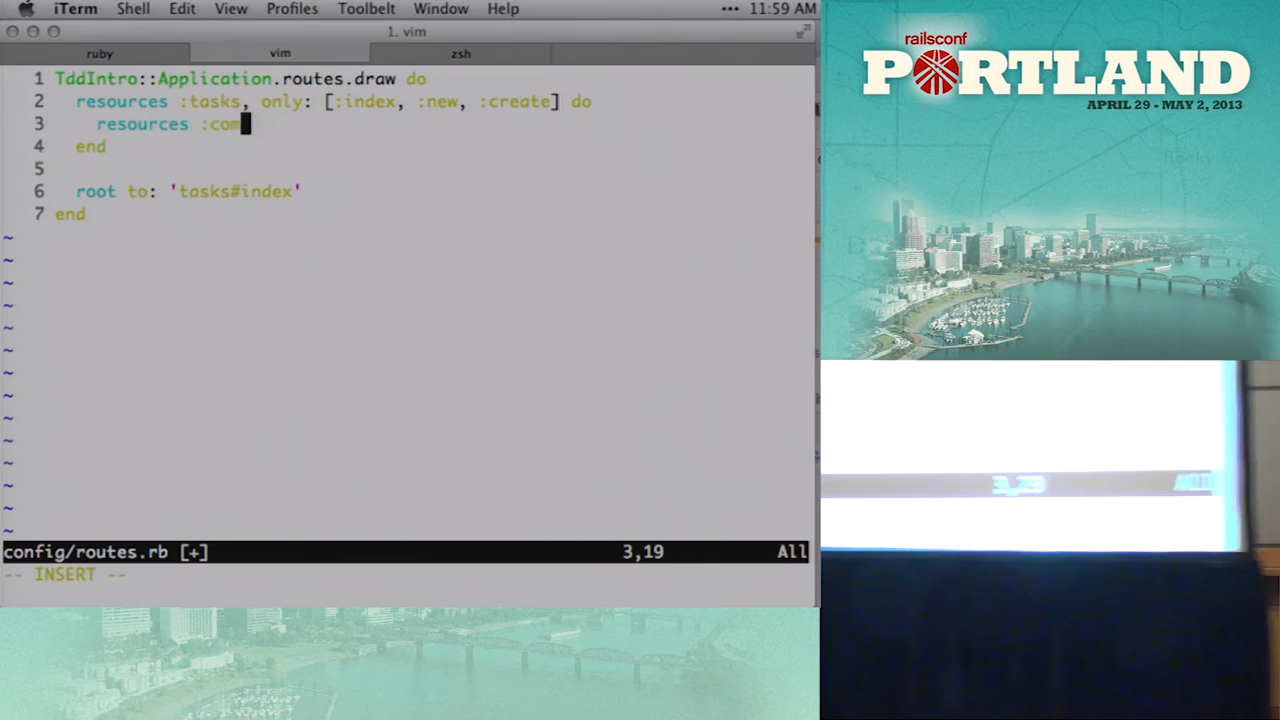 iTerm Shell Edit View Profiles Toolbelt Window Help ••• 11:59 AM
1. vim
ruby vim zsh
1 TddIntro::Application.routes.draw do
2 resources :tasks, only: [:index, :new, :create] do
3 resources :com
4 end
5
6 root to: 'tasks#index'
7 end
~
~
~
~
~
~
~
~
~
~
~
~
~
~
config/routes.rb [+] 3,19 All
-- INSERT --
railsconf
PORTLAND
APRIL 29 - MAY 2, 2013